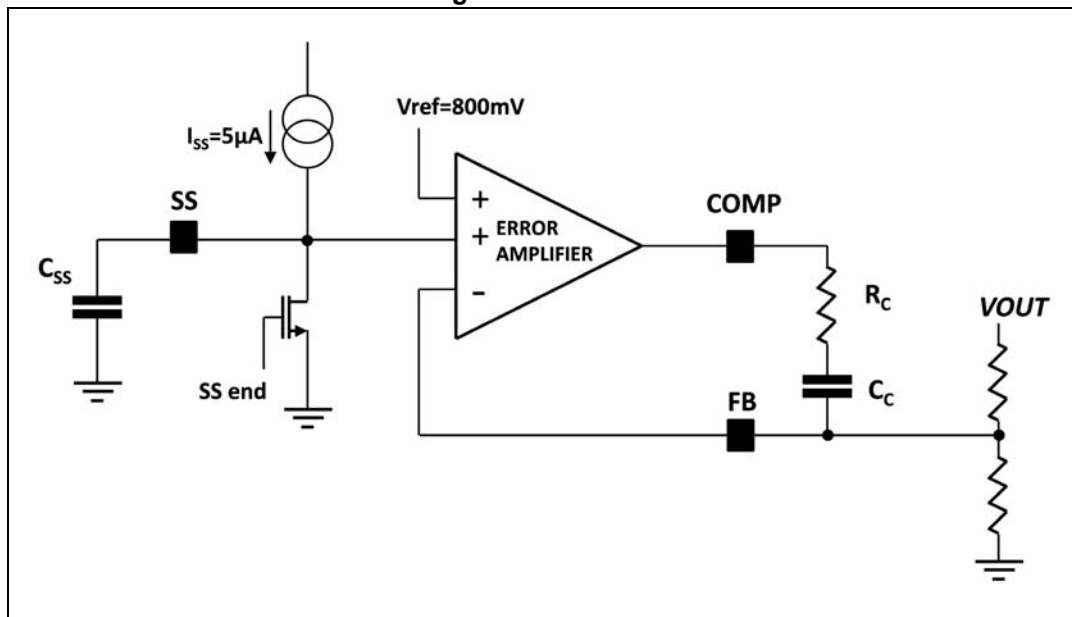 Vref=800mV
I_SS=5µA
SS
+
+
-
ERROR
AMPLIFIER
COMP
C_SS
R_C
VOUT
SS end
FB
C_C